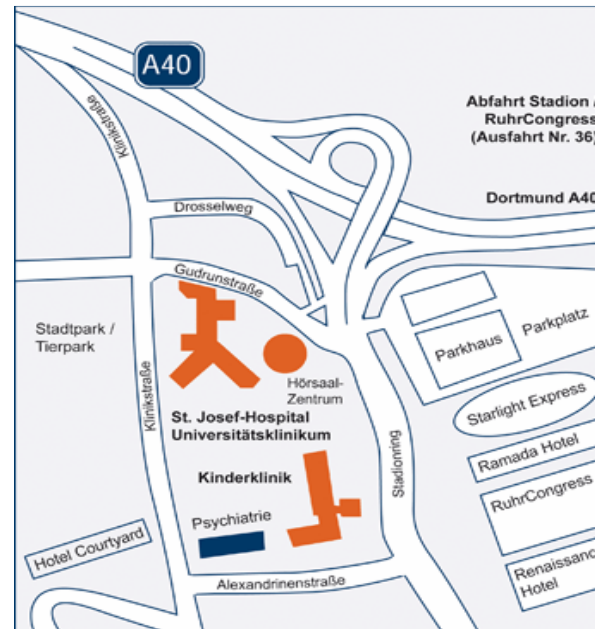 A40
Abfahrt Stadion /
RuhrCongress
(Ausfahrt Nr. 36)
Dortmund A40
Klinikstraße
Drosselweg
Gudrunstraße
Stadtpark /
Tierpark
Parkhaus
Parkplatz
Hörsaal-
Zentrum
Starlight Express
Klinikstraße
St. Josef-Hospital
Universitätsklinikum
Stadionring
Ramada Hotel
Kinderklinik
RuhrCongress
Psychiatrie
Hotel Courtyard
Renaissance
Hotel
Alexandrinenstraße